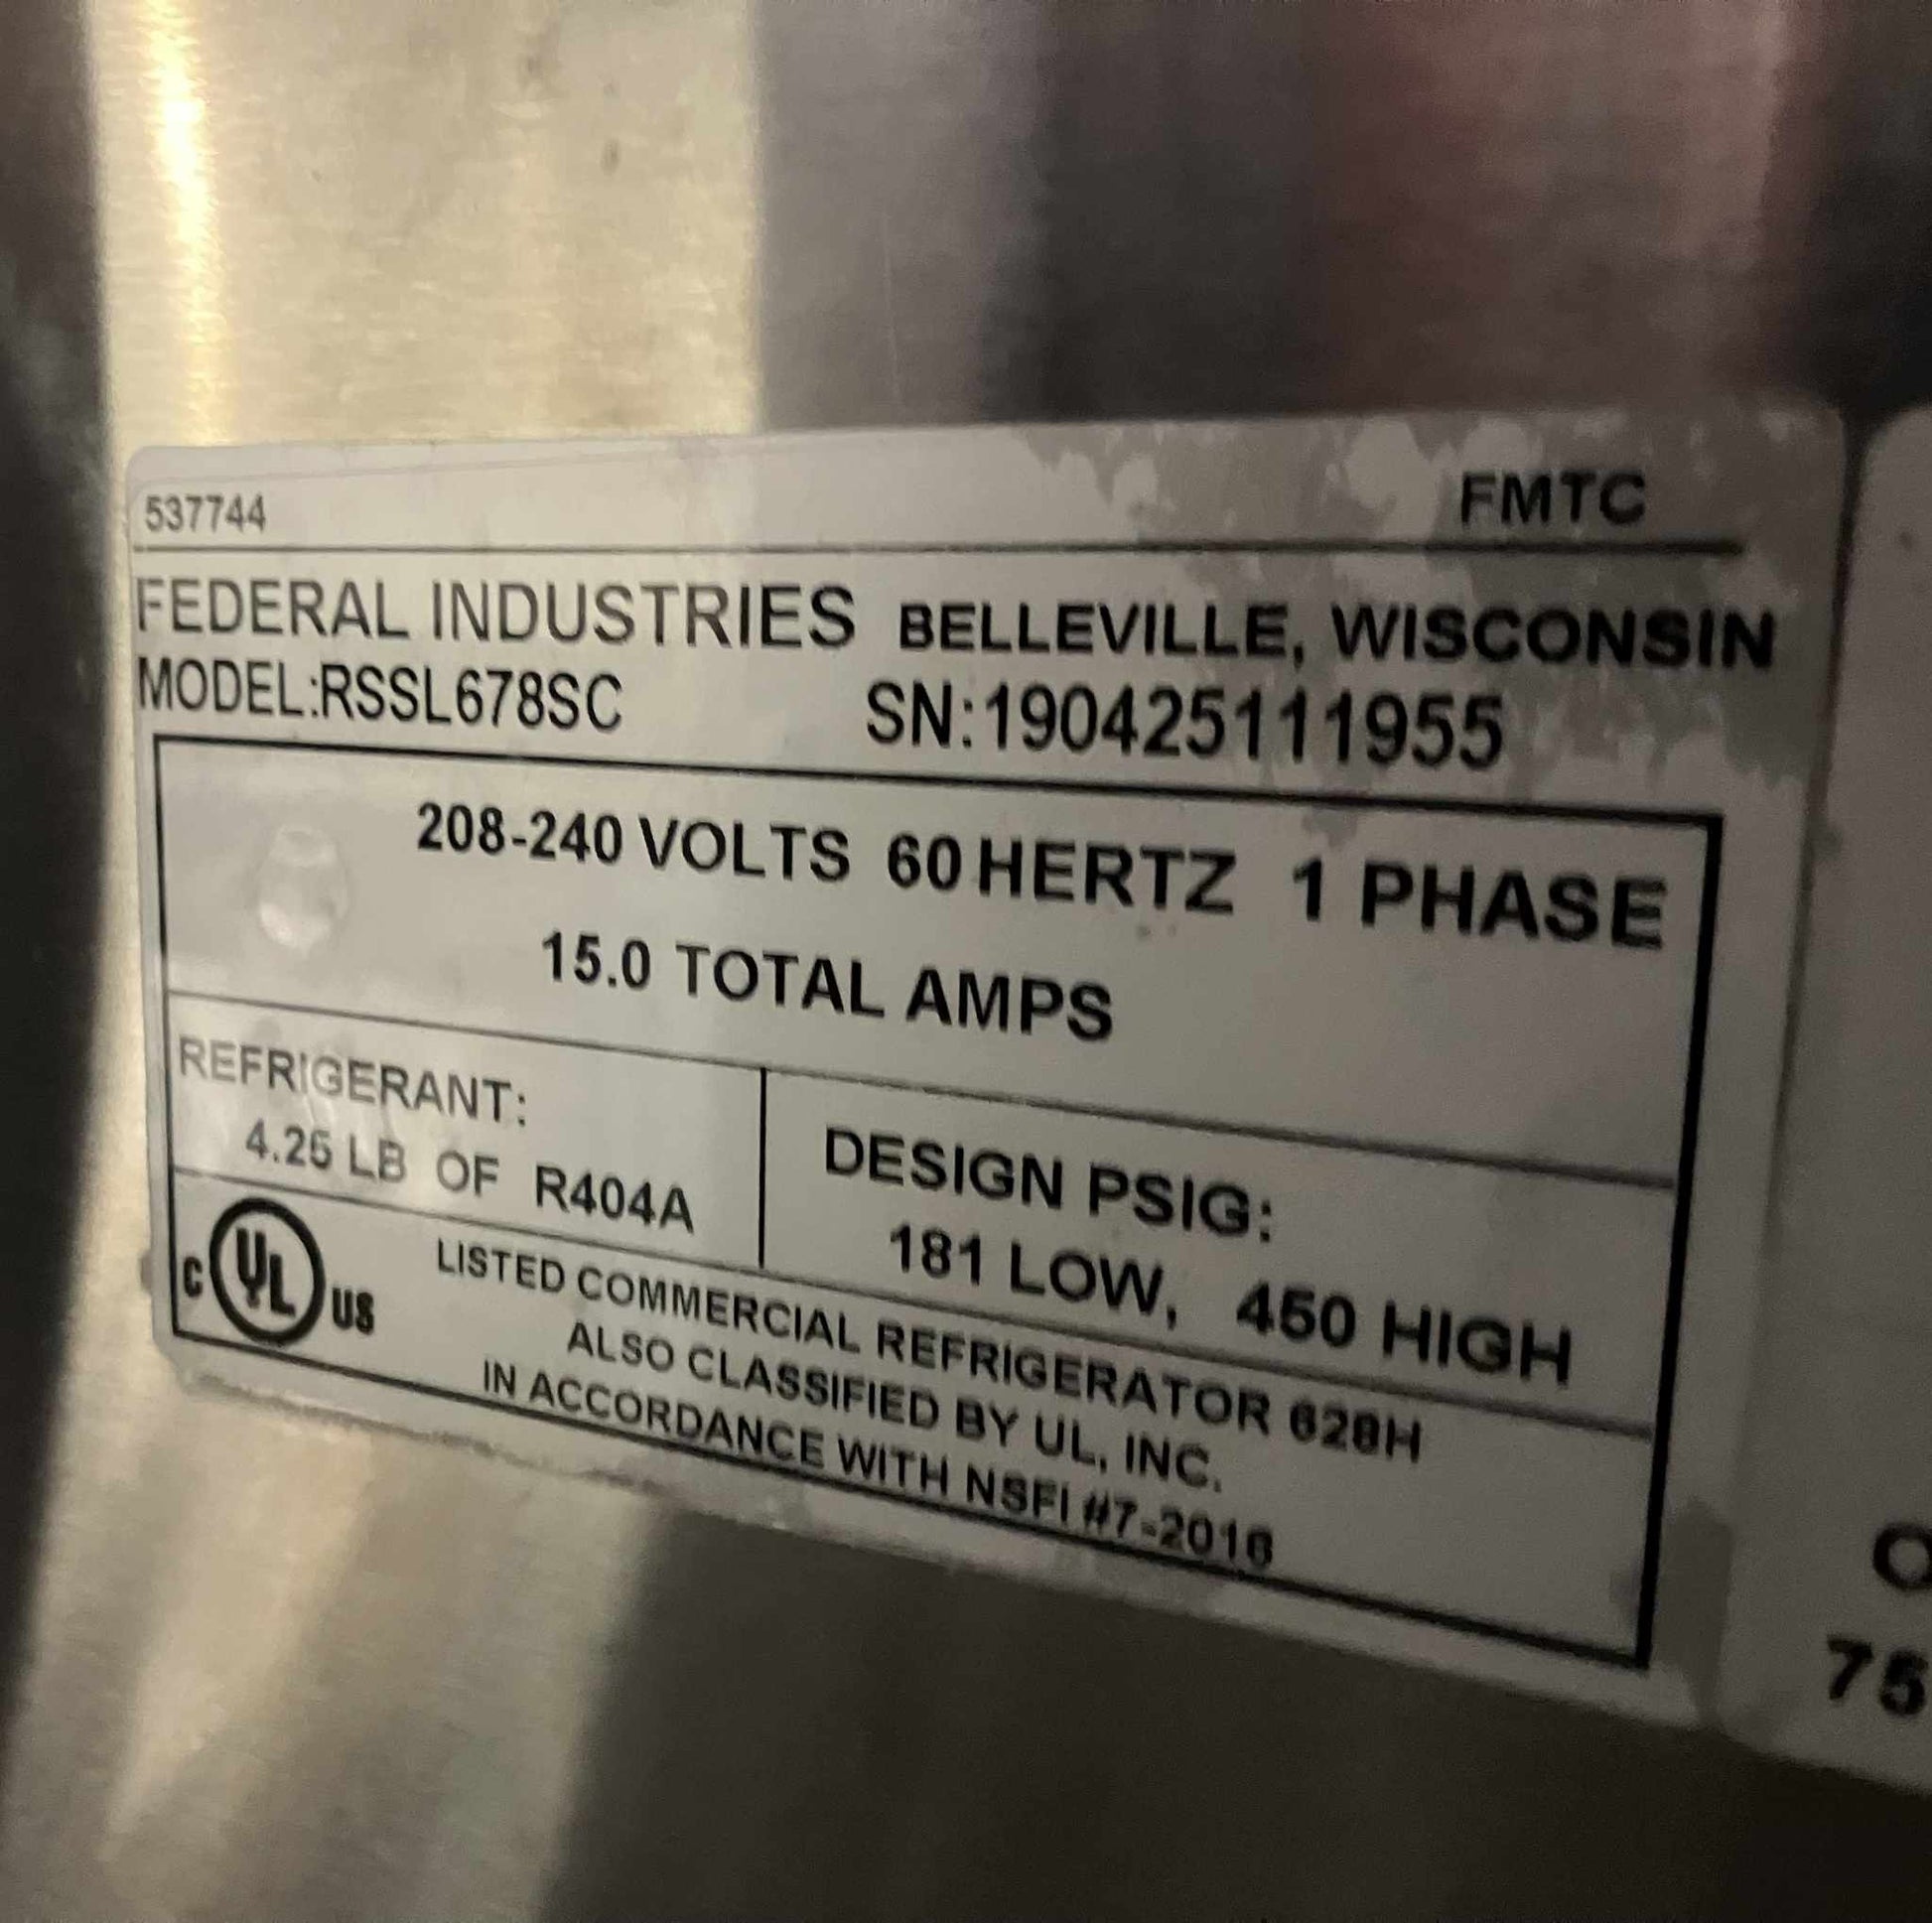 537744 FMTC
FEDERAL INDUSTRIES BELLEVILLE, WISCONSIN
MODEL:RSSL678SC SN:190425111955
208-240 VOLTS 60 HERTZ 1 PHASE
15.0 TOTAL AMPS
REFRIGERANT:
4.25 LB OF R404A
DESIGN PSIG:
181 LOW, 450 HIGH
C UL US
LISTED COMMERCIAL REFRIGERATOR 628H
ALSO CLASSIFIED BY UL, INC.
IN ACCORDANCE WITH NSFI #7-2016
O
75